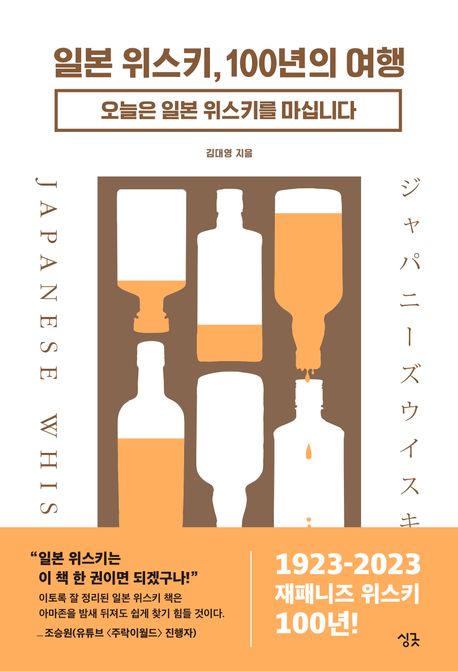 일본 위스키, 100년의 여행
오늘은 일본 위스키를 마십니다
김대영 지음
JAPANESE WHIS
ジャパニーズウイスキ
“일본 위스키는
이 책 한 권이면 되겠구나!”
이토록 잘 정리된 일본 위스키 책은
아마존을 밤새 뒤져도 쉽게 찾기 힘들 것이다.
_조승원(유튜브 〈주락이월드〉 진행자)
1923-2023
재패니즈 위스키
100년!
싱긋